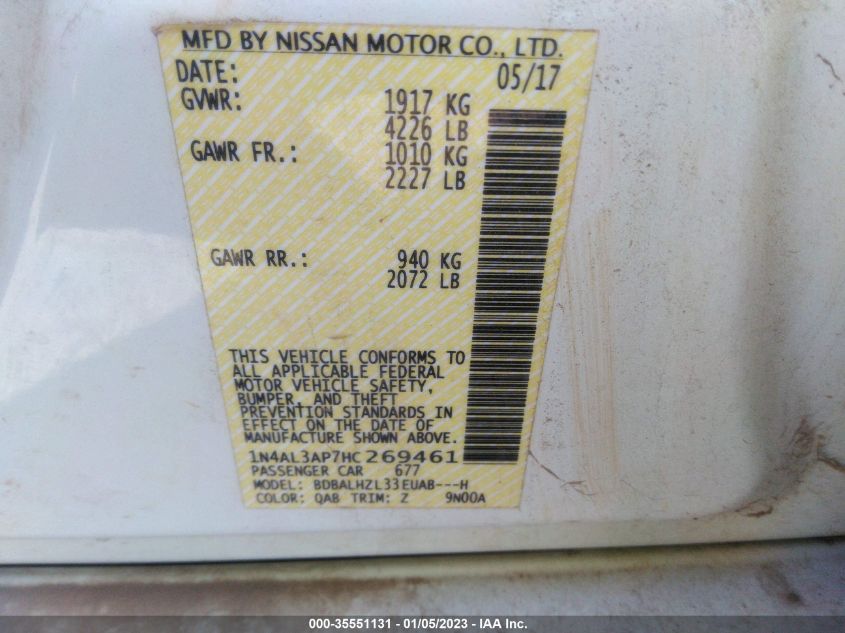 MFD BY NISSAN MOTOR CO., LTD.
DATE: 05/17
GVWR: 1917 KG
4226 LB
GAWR FR.: 1010 KG
2227 LB
GAWR RR.: 940 KG
2072 LB
THIS VEHICLE CONFORMS TO
ALL APPLICABLE FEDERAL
MOTOR VEHICLE SAFETY,
BUMPER, AND THEFT
PREVENTION STANDARDS IN
EFFECT ON THE DATE OF
MANUFACTURE SHOWN ABOVE.
1N4AL3AP7HC269461
PASSENGER CAR 677
MODEL: BDBALHZL33EUAB---H
COLOR: QAB TRIM: Z 9N00A
000-35551131 - 01/05/2023 - IAA Inc.